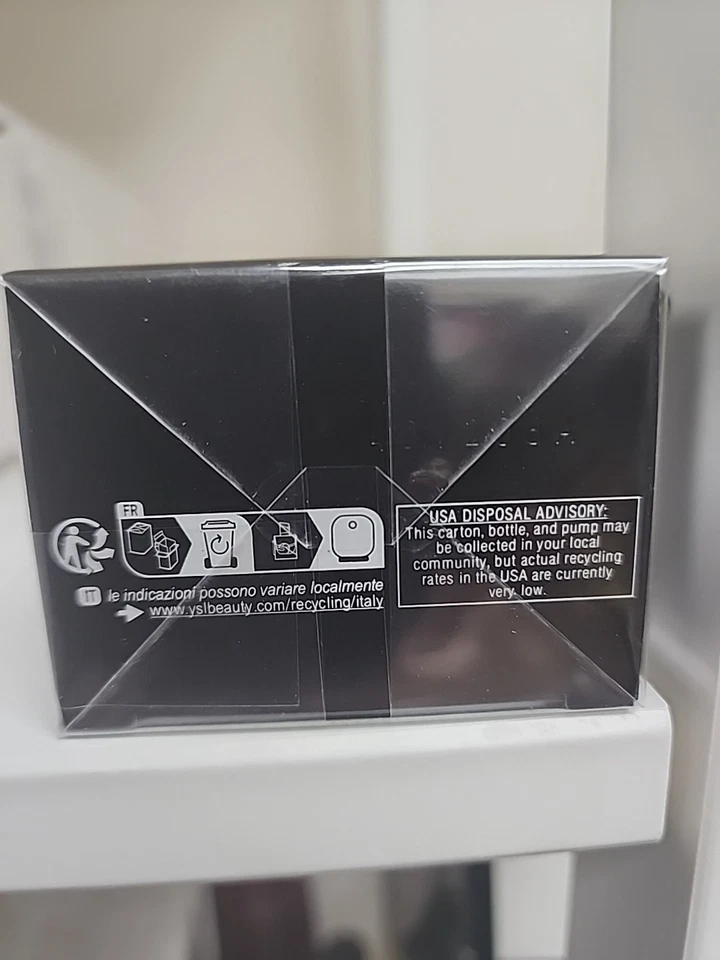 FR
IT le indicazioni possono variare localmente
www.yslbeauty.com/recycling/italy
USA DISPOSAL ADVISORY:
This carton, bottle, and pump may
be collected in your local
community, but actual recycling
rates in the USA are currently
very low.